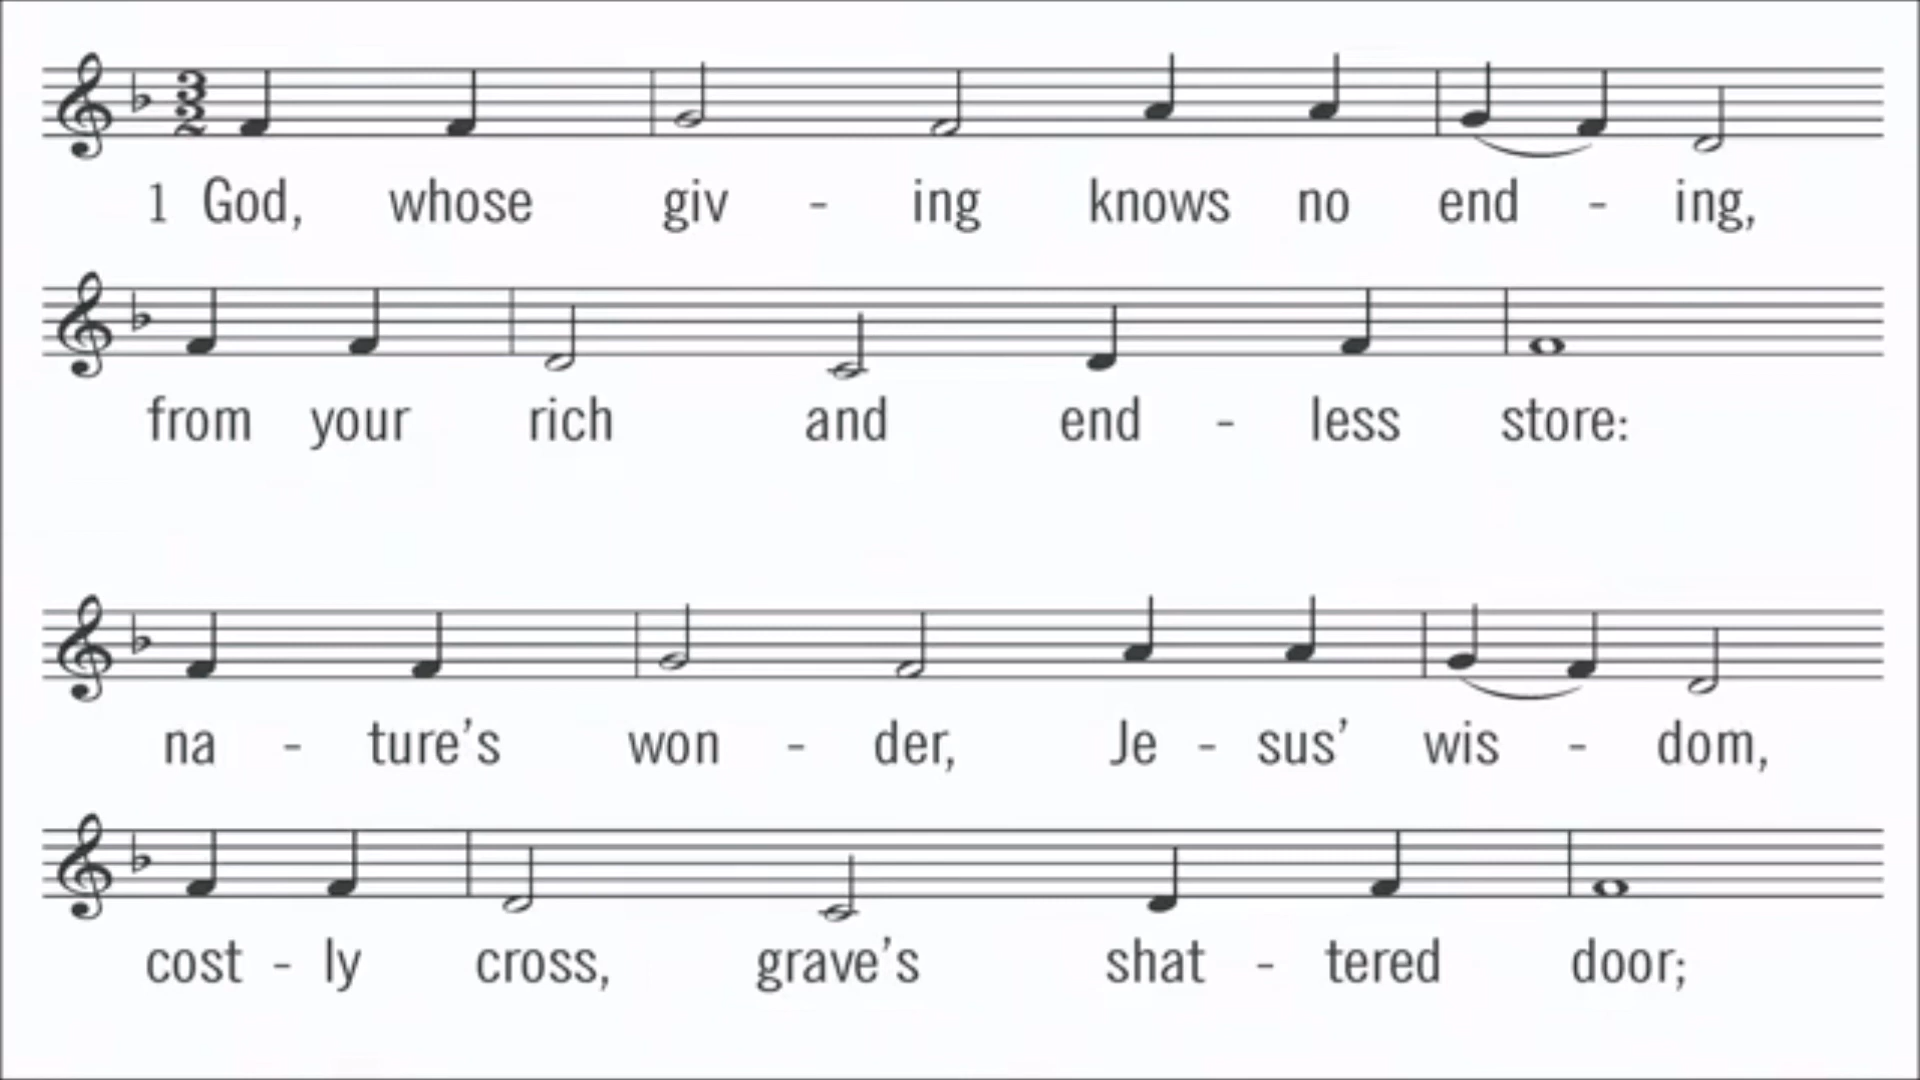 1 God, whose giv - ing knows no end - ing,
from your rich and end - less store:
na - ture’s won - der, Je - sus’ wis - dom,
cost - ly cross, grave’s shat - tered door;